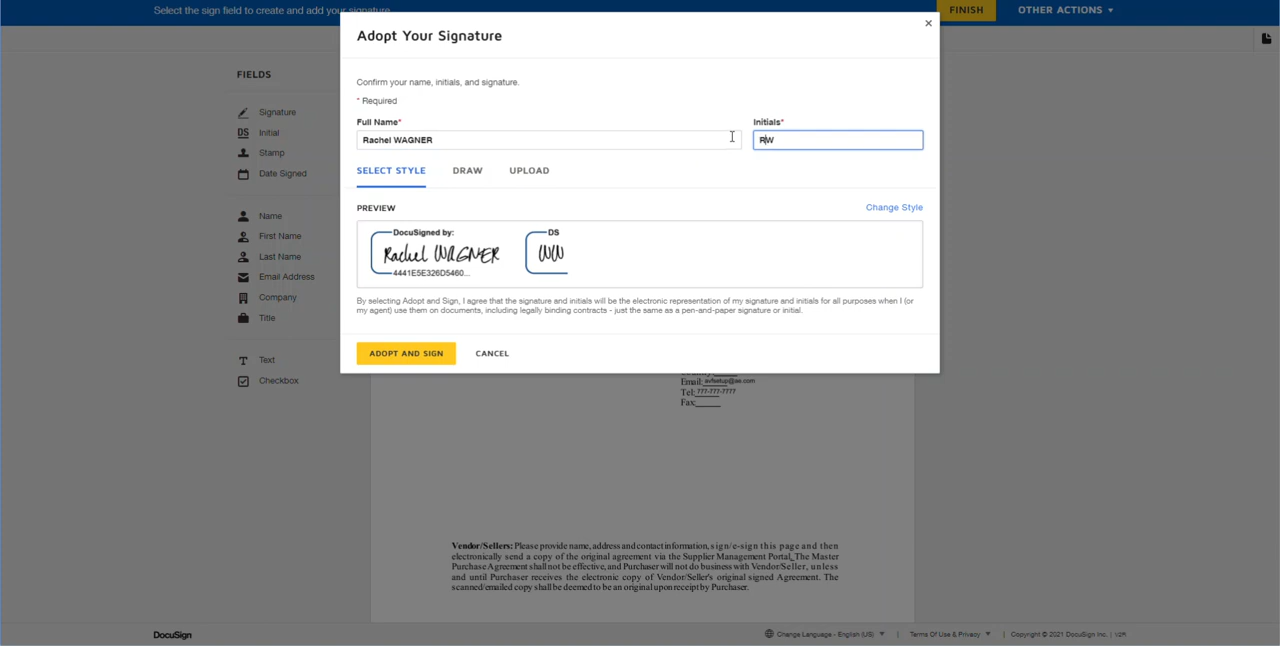 Select the sign field to create and add your signature.
FINISH
OTHER ACTIONS
Adopt Your Signature
Confirm your name, initials, and signature.
* Required
Full Name*
Initials*
Rachel WAGNER
RW
SELECT STYLE
DRAW
UPLOAD
PREVIEW
Change Style
DocuSigned by:
Rachel WAGNER
4441E5E326D5460...
DS
WW
By selecting Adopt and Sign, I agree that the signature and initials will be the electronic representation of my signature and initials for all purposes when I (or
my agent) use them on documents, including legally binding contracts - just the same as a pen-and-paper signature or initial.
ADOPT AND SIGN
CANCEL
FIELDS
Signature
DS Initial
Stamp
Date Signed
Name
First Name
Last Name
Email Address
Company
Title
Text
Checkbox
Email: avfsetup@ae.com
Tel: 777-777-7777
Fax:
Vendor/Sellers: Please provide name, address and contact information, sign/e-sign this page and then
electronically send a copy of the original agreement via the Supplier Management Portal. The Master
Purchase Agreement shall not be effective, and Purchaser will not do business with Vendor/Seller, unless
and until Purchaser receives the electronic copy of Vendor/Seller's original signed Agreement. The
scanned/emailed copy shall be deemed to be an original upon receipt by Purchaser.
DocuSign
Change Language - English (US)
Terms Of Use & Privacy
Copyright © 2021 DocuSign Inc. | V2R